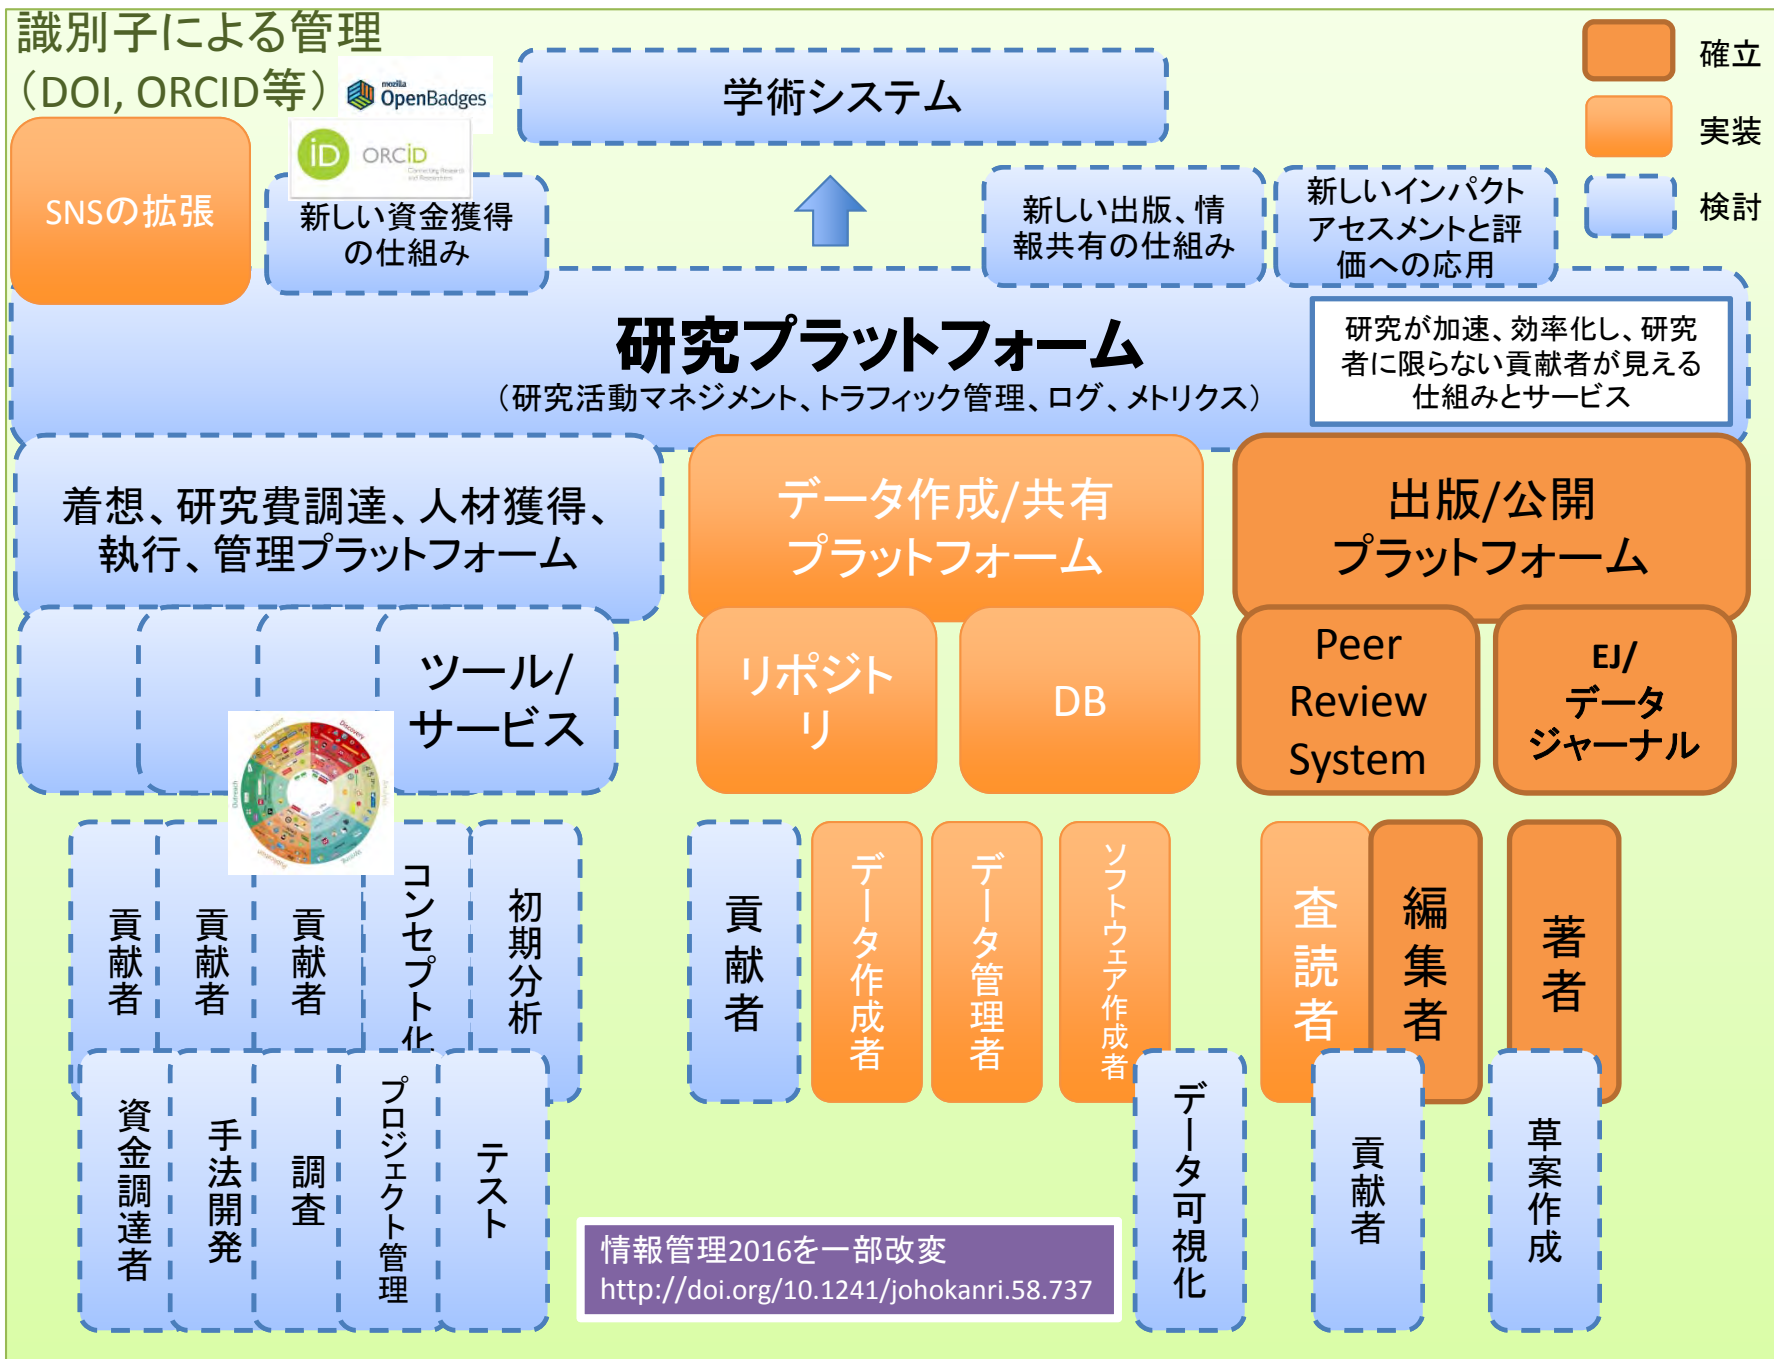 識別子による管理
（DOI, ORCID等）
mozilla
OpenBadges
iD ORCID
Connecting Research
and Researchers
学術システム
確立
実装
検討
SNSの拡張
新しい資金獲得
の仕組み
新しい出版、情
報共有の仕組み
新しいインパクト
アセスメントと評
価への応用
研究プラットフォーム
（研究活動マネジメント、トラフィック管理、ログ、メトリクス）
研究が加速、効率化し、研究
者に限らない貢献者が見える
仕組みとサービス
着想、研究費調達、人材獲得、
執行、管理プラットフォーム
データ作成/共有
プラットフォーム
出版/公開
プラットフォーム
ツール/
サービス
リポジト
リ
DB
Peer
Review
System
EJ/
データ
ジャーナル
Assessment
Discovery
Analysis
Writing
Publication
Outreach
貢献者
貢献者
貢献者
コンセプト化
初期分析
貢献者
データ作成者
データ管理者
ソフトウェア作成者
査読者
編集者
著者
資金調達者
手法開発
調査
プロジェクト管理
テスト
データ可視化
貢献者
草案作成
情報管理2016を一部改変
http://doi.org/10.1241/johokanri.58.737